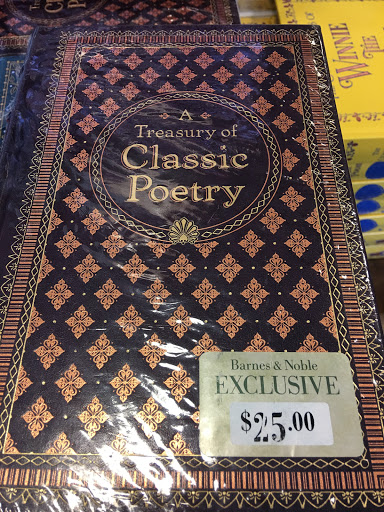 A
Treasury of
Classic
Poetry
Barnes & Noble
EXCLUSIVE
$25.00
WINNIE
THE